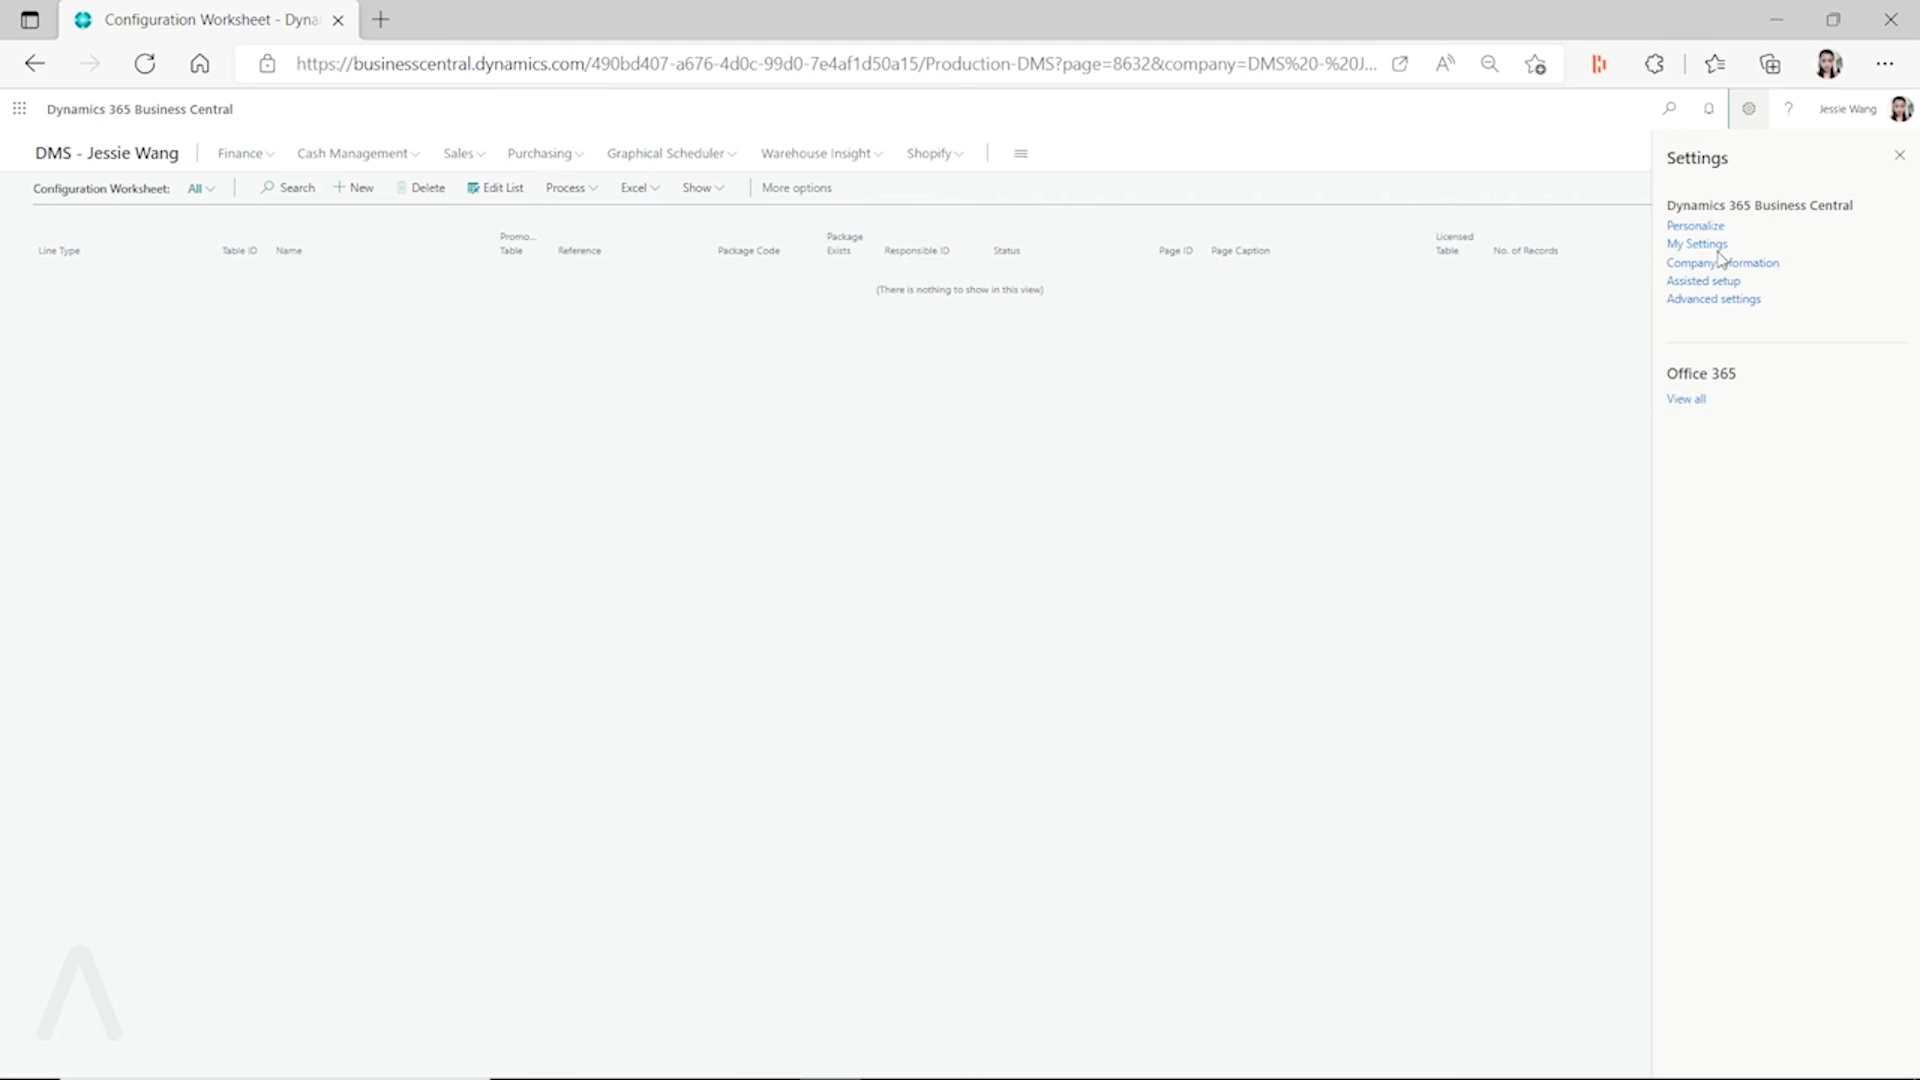 Configuration Worksheet - Dyna
https://businesscentral.dynamics.com/490bd407-a676-4d0c-99d0-7e4af1d50a15/Production-DMS?page=8632&company=DMS%20-%20J...
Dynamics 365 Business Central
Jessie Wang
DMS - Jessie Wang
Finance
Cash Management
Sales
Purchasing
Graphical Scheduler
Warehouse Insight
Shopify
Configuration Worksheet:
All
Search
New
Delete
Edit List
Process
Excel
Show
More options
Line Type
Table ID
Name
Promo...
Table
Reference
Package Code
Package
Exists
Responsible ID
Status
Page ID
Page Caption
Licensed
Table
No. of Records
(There is nothing to show in this view)
Settings
Dynamics 365 Business Central
Personalize
My Settings
Company Information
Assisted setup
Advanced settings
Office 365
View all